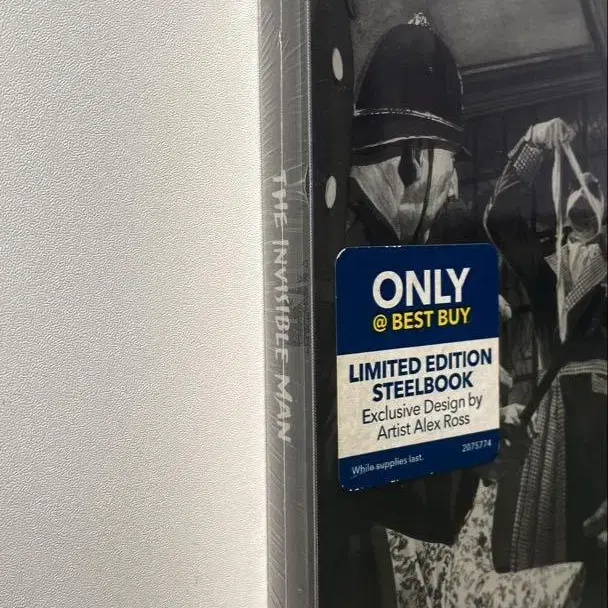 THE INVISIBLE MAN
ONLY
@ BEST BUY
LIMITED EDITION
STEELBOOK
Exclusive Design by
Artist Alex Ross
2075774
While supplies last.